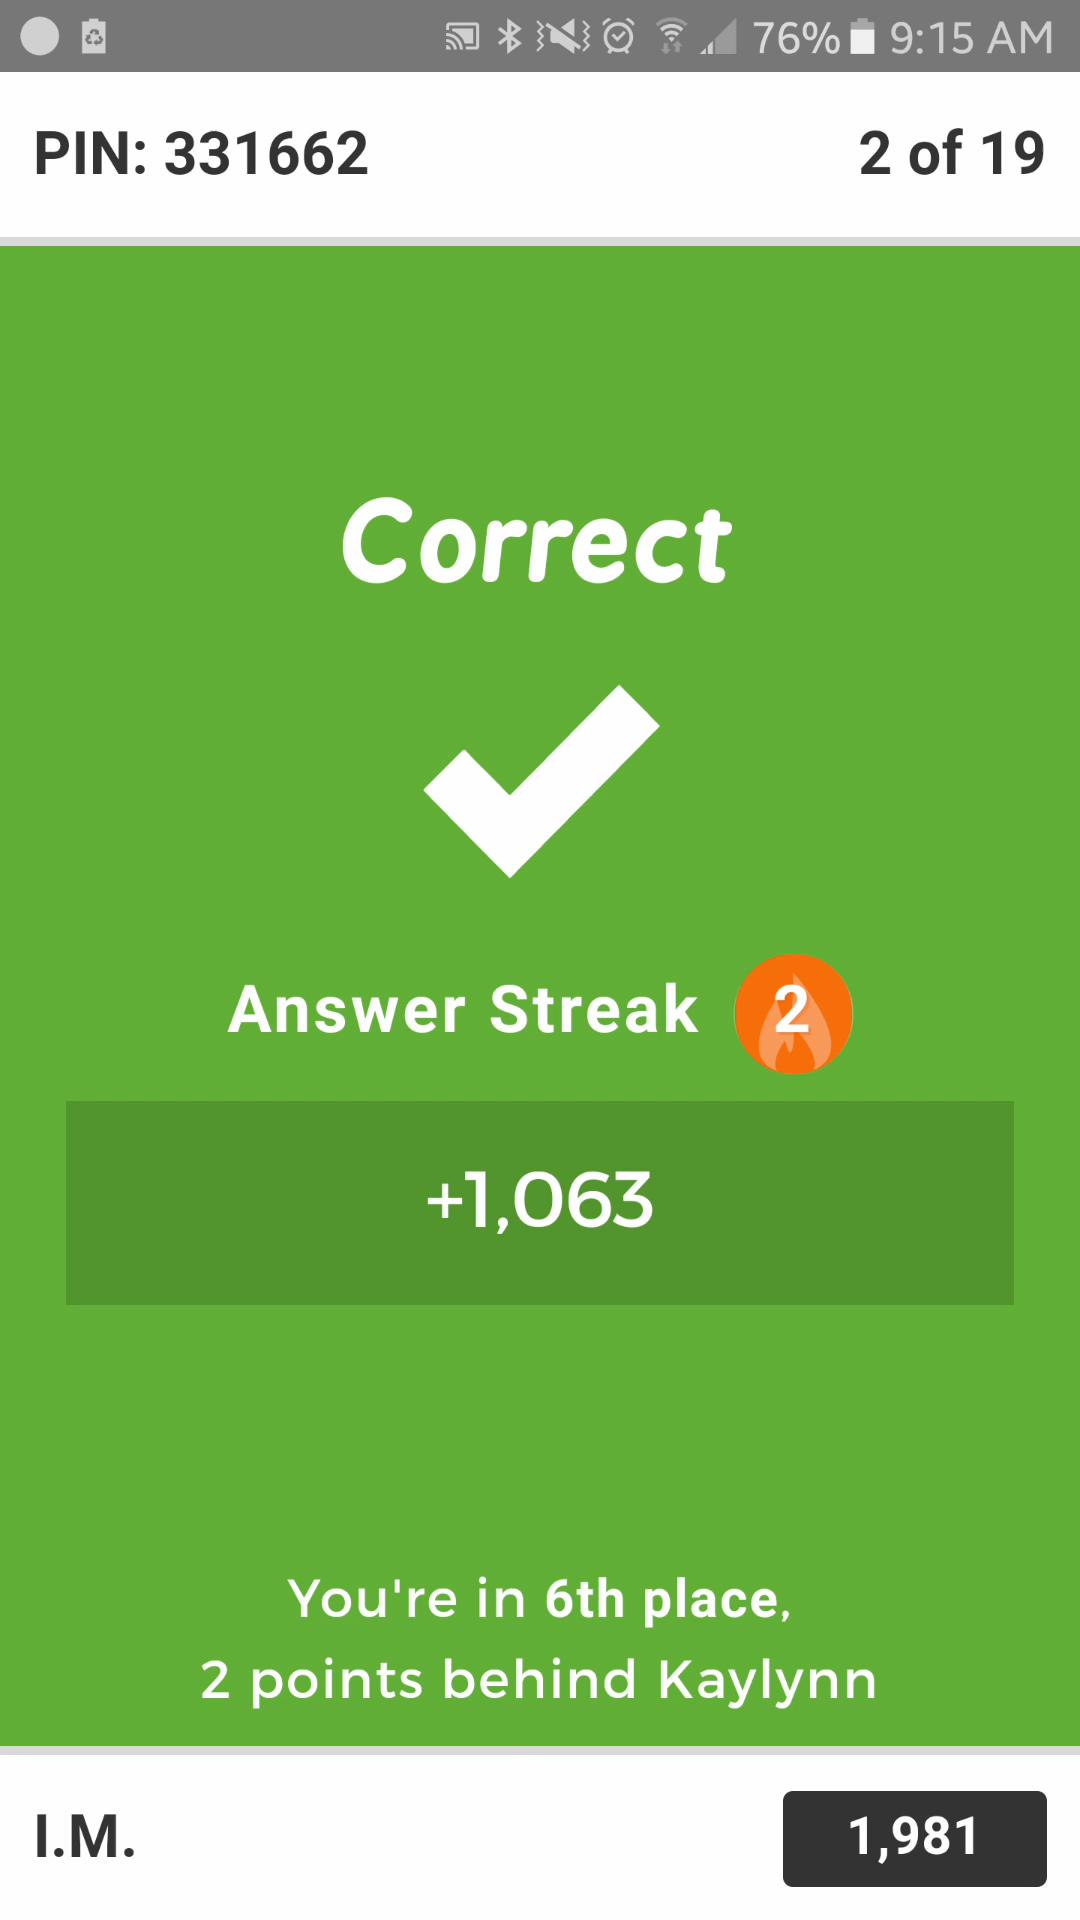 76% 9:15 AM
PIN: 331662 2 of 19
Correct
Answer Streak 2
+1,063
You're in 6th place,
2 points behind Kaylynn
I.M. 1,981